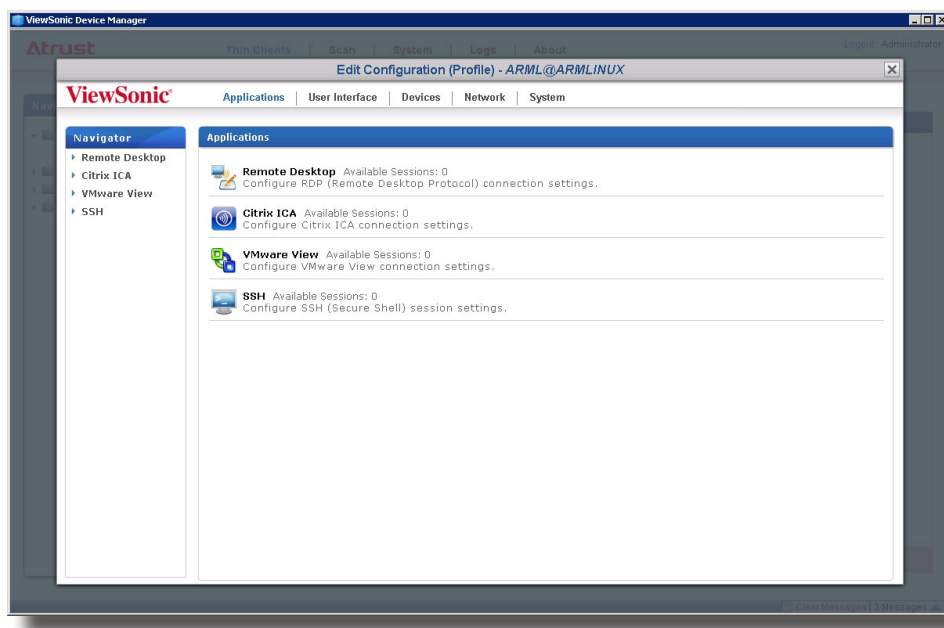 ViewSonic Device Manager
Atrust
Thin Clients | Scan | System | Logs | About
Logout: Administrator
Edit Configuration (Profile) - ARML@ARMLINUX
ViewSonic®
Applications | User Interface | Devices | Network | System
Navigator
Remote Desktop
Citrix ICA
VMware View
SSH
Applications
Remote Desktop Available Sessions: 0
Configure RDP (Remote Desktop Protocol) connection settings.
Citrix ICA Available Sessions: 0
Configure Citrix ICA connection settings.
VMware View Available Sessions: 0
Configure VMware View connection settings.
SSH Available Sessions: 0
Configure SSH (Secure Shell) session settings.
Clear Messages | 3 Messages